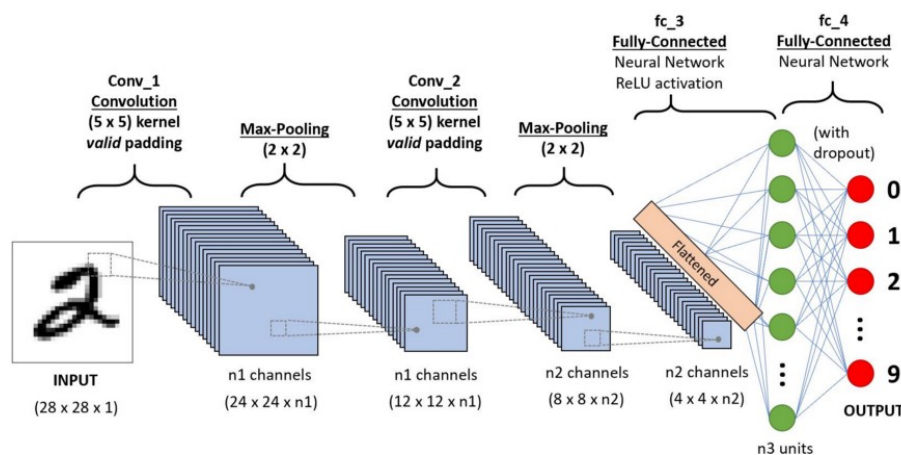 fc_3
Fully-Connected
Neural Network
ReLU activation
fc_4
Fully-Connected
Neural Network
Conv_1
Convolution
(5 x 5) kernel
valid padding
Max-Pooling
(2 x 2)
Conv_2
Convolution
(5 x 5) kernel
valid padding
Max-Pooling
(2 x 2)
(with
dropout)
Flattened
0
1
2
9
INPUT
(28 x 28 x 1)
n1 channels
(24 x 24 x n1)
n1 channels
(12 x 12 x n1)
n2 channels
(8 x 8 x n2)
n2 channels
(4 x 4 x n2)
n3 units
OUTPUT